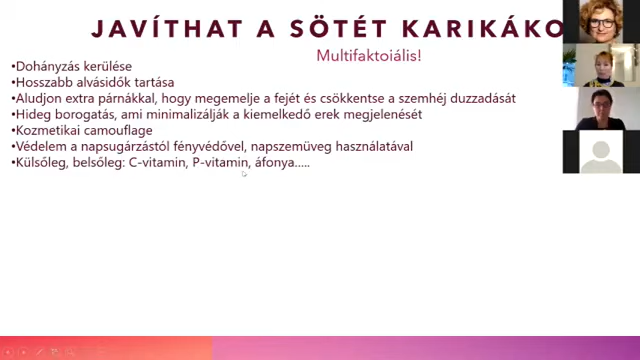 JAVÍTHAT A SÖTÉT KARIKÁKO
Multifaktoiális!
•Dohányzás kerülése
•Hosszabb alvásidők tartása
•Aludjon extra párnákkal, hogy megemelje a fejét és csökkentse a szemhéj duzzadását
•Hideg borogatás, ami minimalizálják a kiemelkedő erek megjelenését
•Kozmetikai camouflage
•Védelem a napsugárzástól fényvédővel, napszemüveg használatával
•Külsőleg, belsőleg: C-vitamin, P-vitamin, áfonya.....